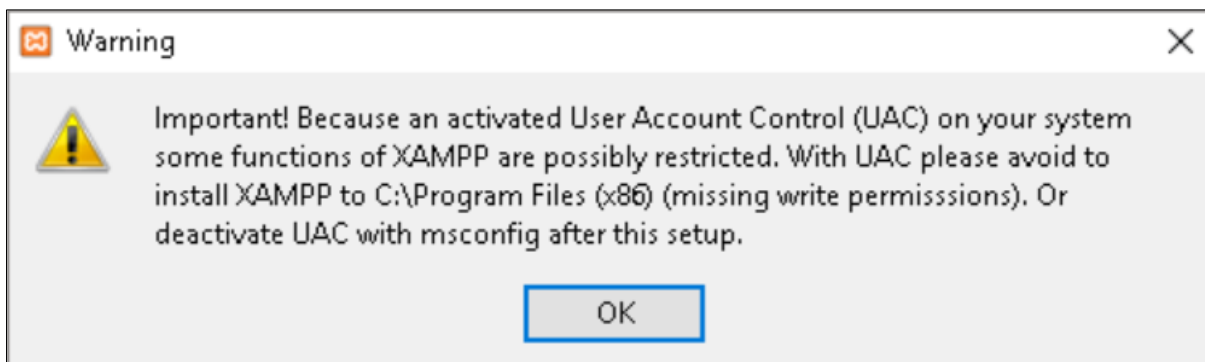 Warning
Important! Because an activated User Account Control (UAC) on your system
some functions of XAMPP are possibly restricted. With UAC please avoid to
install XAMPP to C:\Program Files (x86) (missing write permisssions). Or
deactivate UAC with msconfig after this setup.
OK